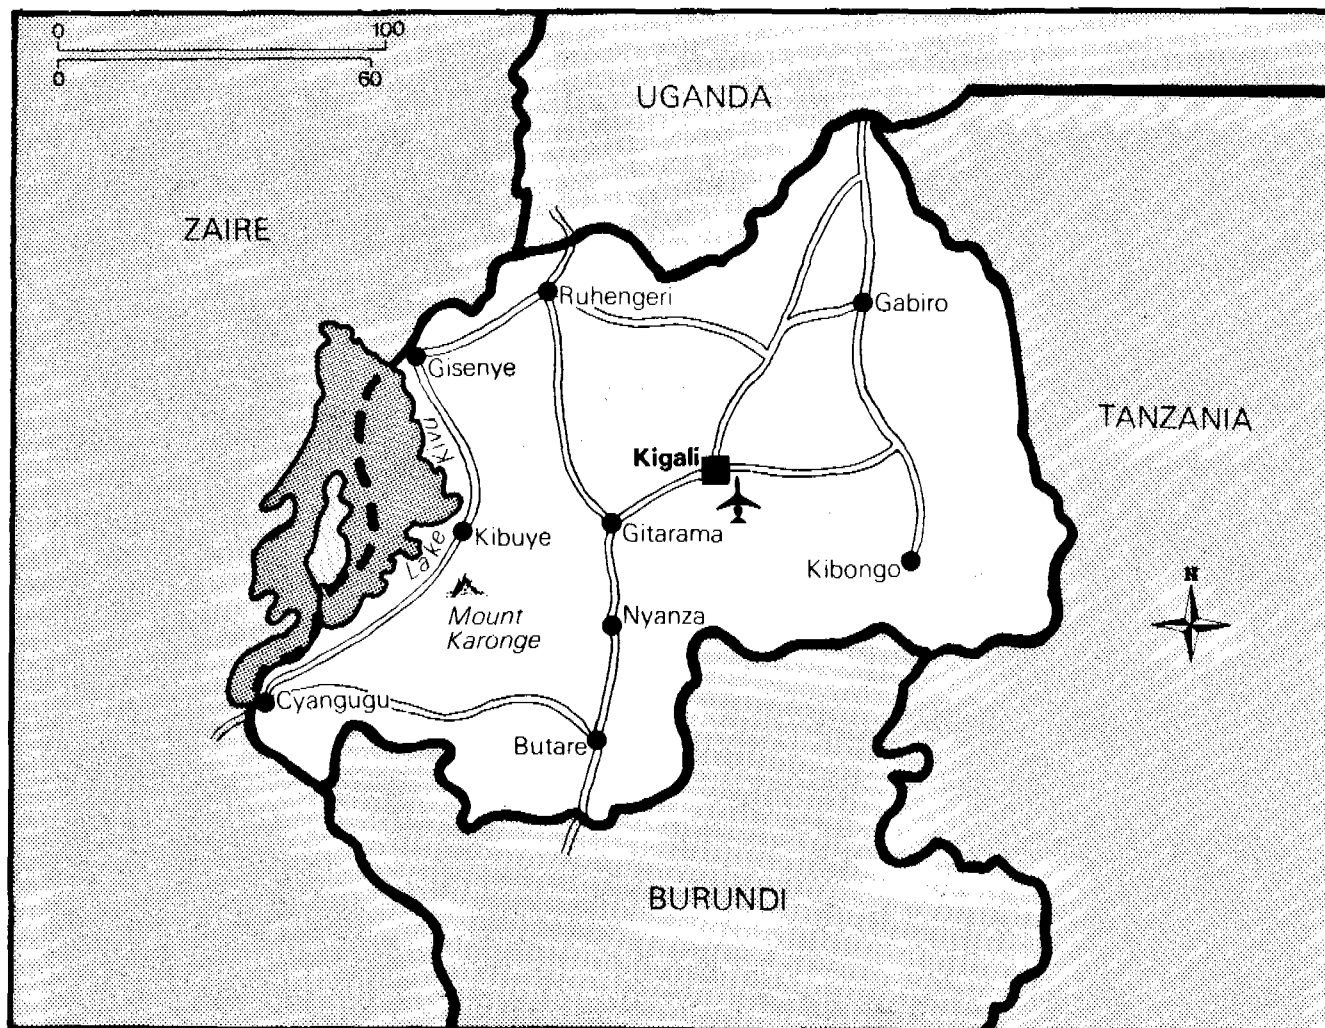 0 100
0 60
UGANDA
ZAIRE
Ruhengeri
Gabiro
Gisenye
TANZANIA
Lake Kivu
Kigali
Gitarama
Kibuye
Kibongo
N
Mount
Karonge
Nyanza
Cyangugu
Butare
BURUNDI